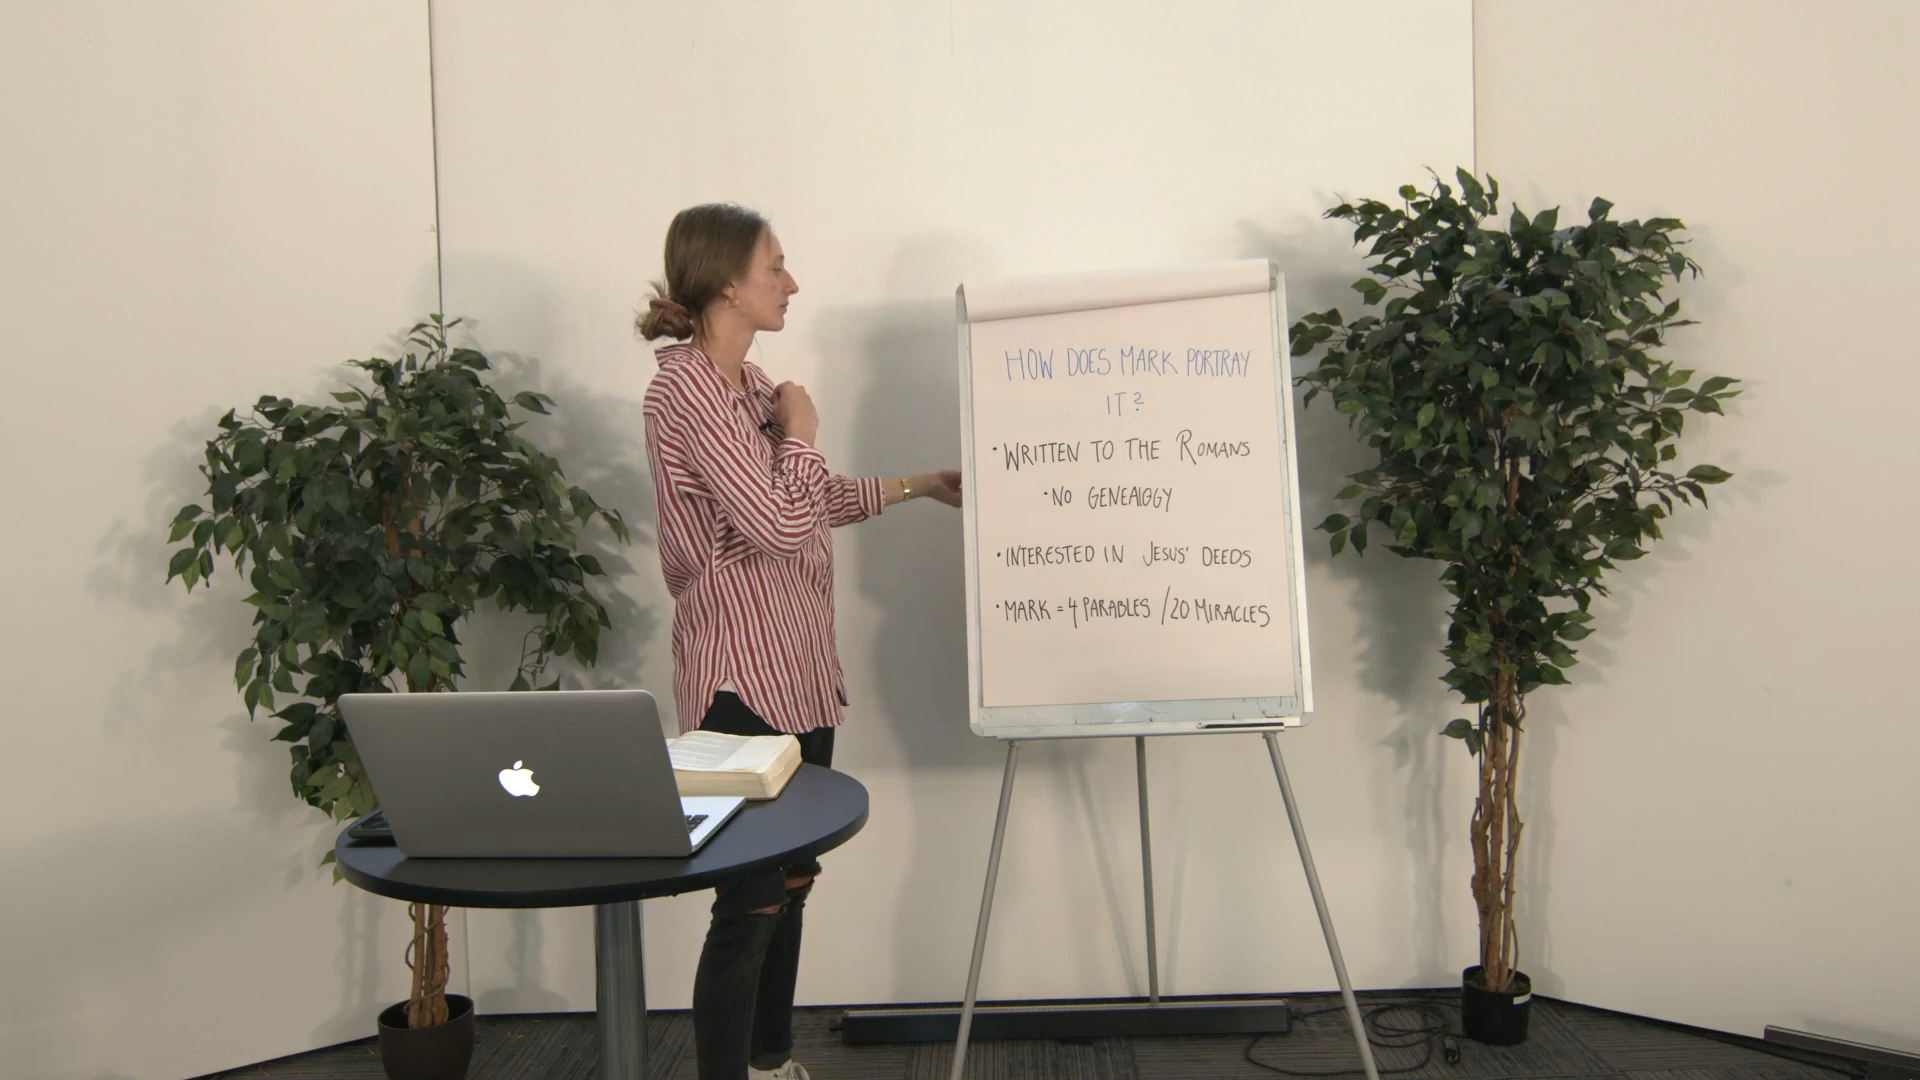 HOW DOES MARK PORTRAY
IT?
• WRITTEN TO THE ROMANS
• NO GENEALOGY
• INTERESTED IN JESUS' DEEDS
• MARK = 4 PARABLES / 20 MIRACLES